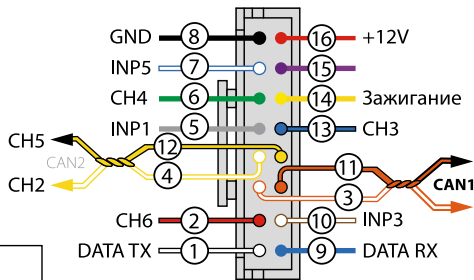 GND 8 16 +12V
INP5 7 15
CH4 6 14 Зажигание
INP1 5 13 CH3
CH5 12
CAN2 11 CAN1
CH2 4 3
CH6 2 10 INP3
DATA TX 1 9 DATA RX